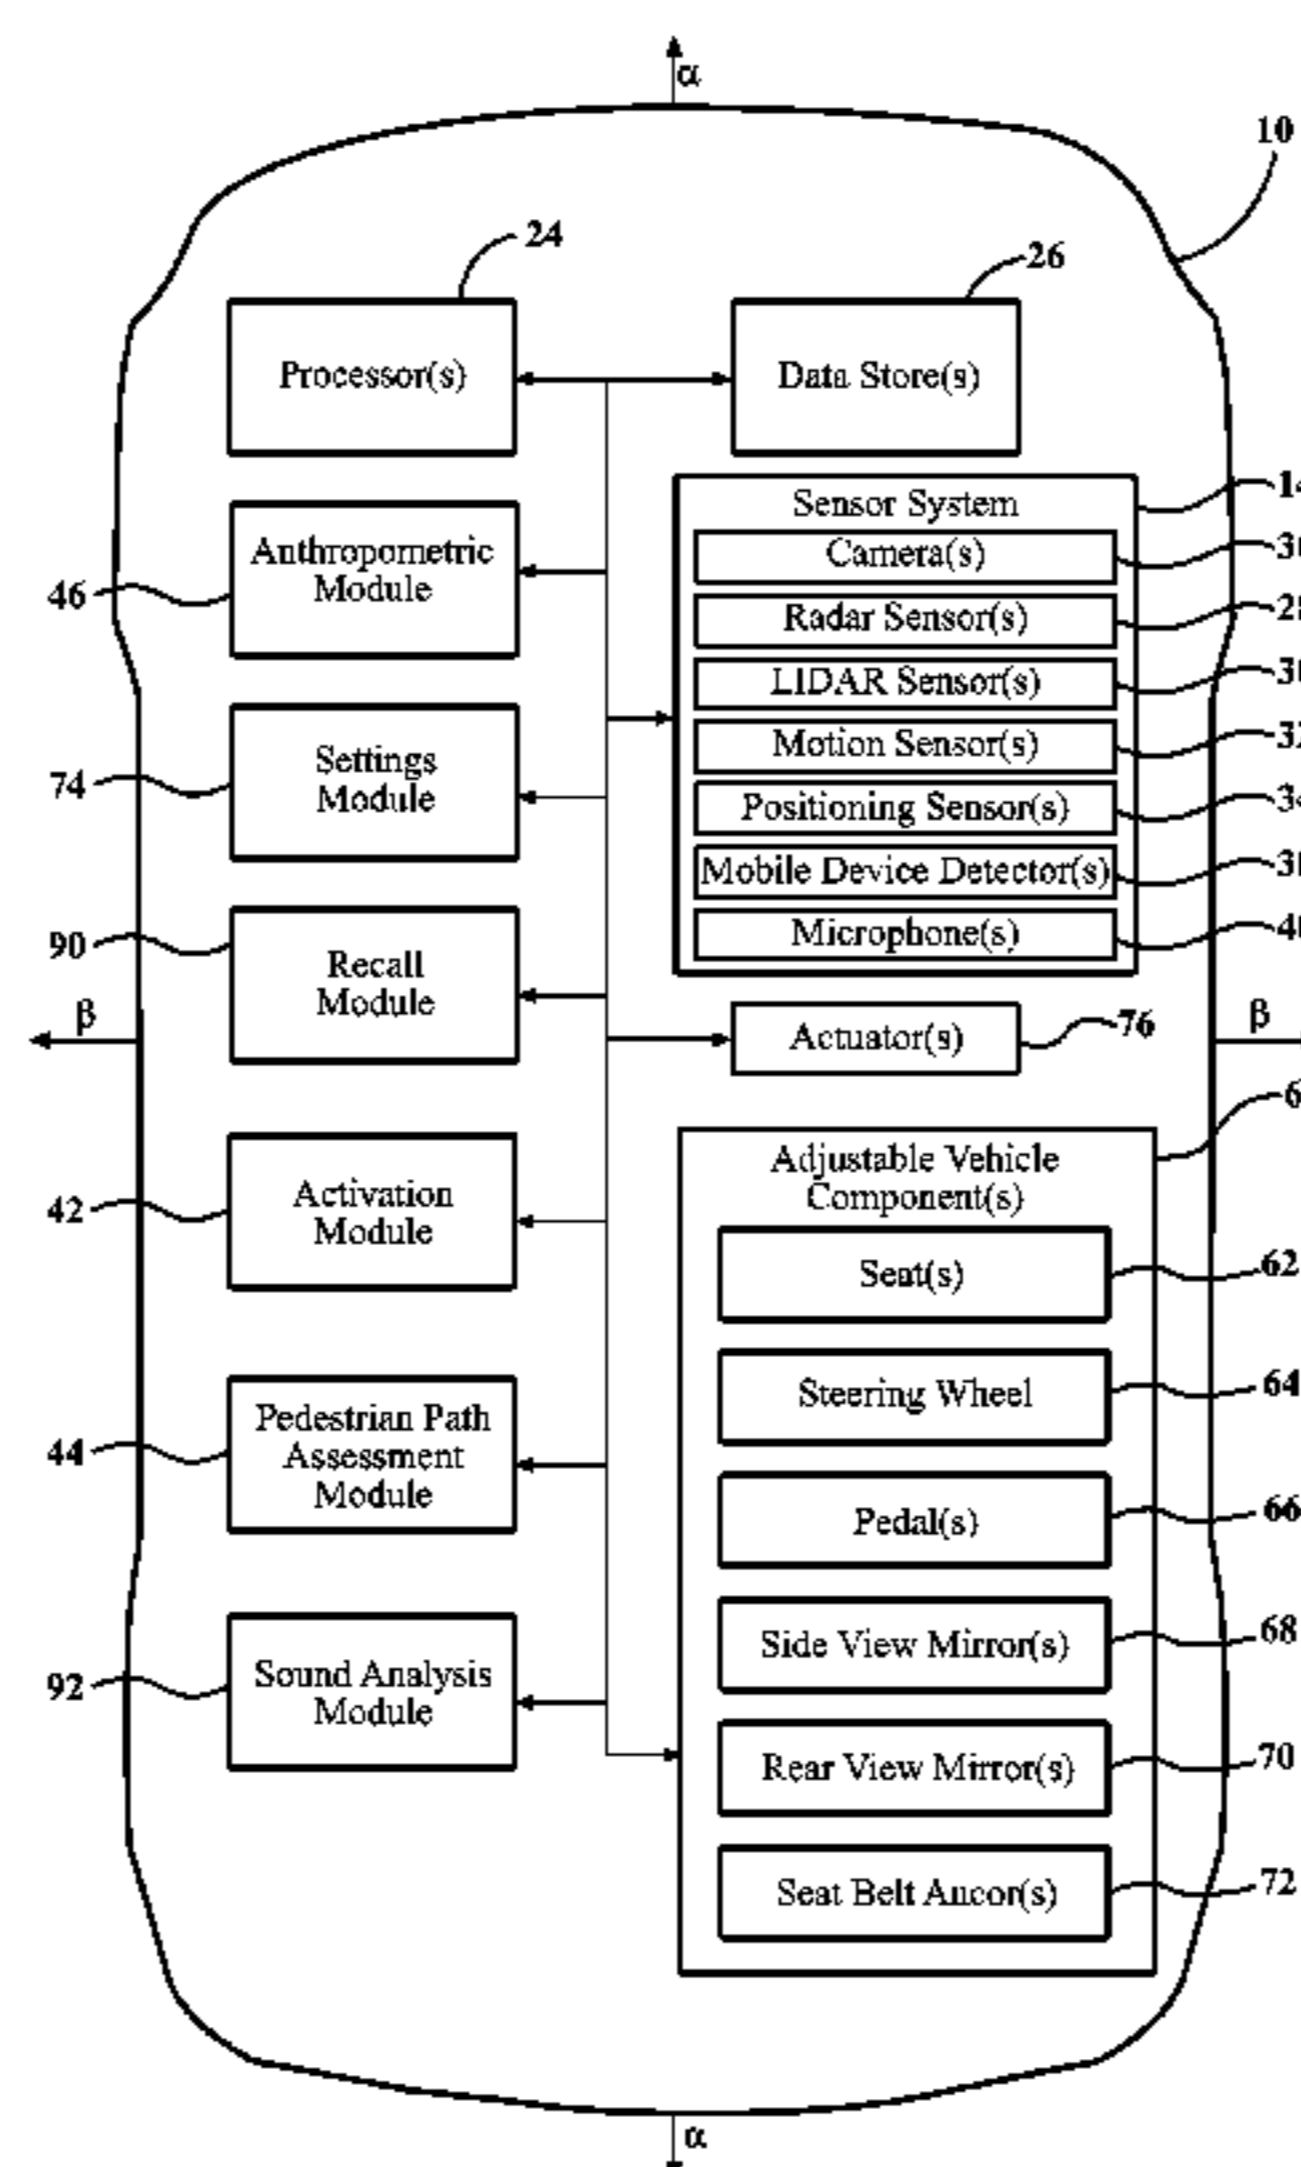 α
10
24
26
Processor(s)
Data Store(s)
Sensor System
Camera(s)
Radar Sensor(s)
LIDAR Sensor(s)
Motion Sensor(s)
Positioning Sensor(s)
Mobile Device Detector(s)
Microphone(s)
Anthropometric
Module
46
Settings
Module
74
Recall
Module
90
β
Actuator(s)
76
β
Adjustable Vehicle
Component(s)
Seat(s)
62
Steering Wheel
64
Pedal(s)
66
Side View Mirror(s)
68
Rear View Mirror(s)
70
Seat Belt Aucor(s)
72
Activation
Module
42
Pedestrian Path
Assessment
Module
44
Sound Analysis
Module
92
α